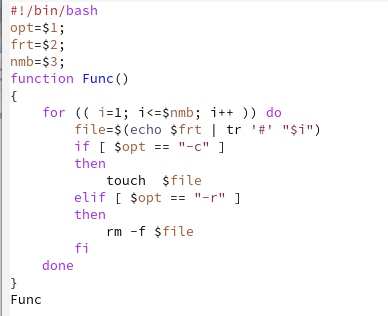 #!/bin/bash
opt=$1;
frt=$2;
nmb=$3;
function Func()
{
    for (( i=1; i<=$nmb; i++ )) do
        file=$(echo $frt | tr '#' "$i")
        if [ $opt == "-c" ]
        then
            touch  $file
        elif [ $opt == "-r" ]
        then
            rm -f $file
        fi
    done
}
Func